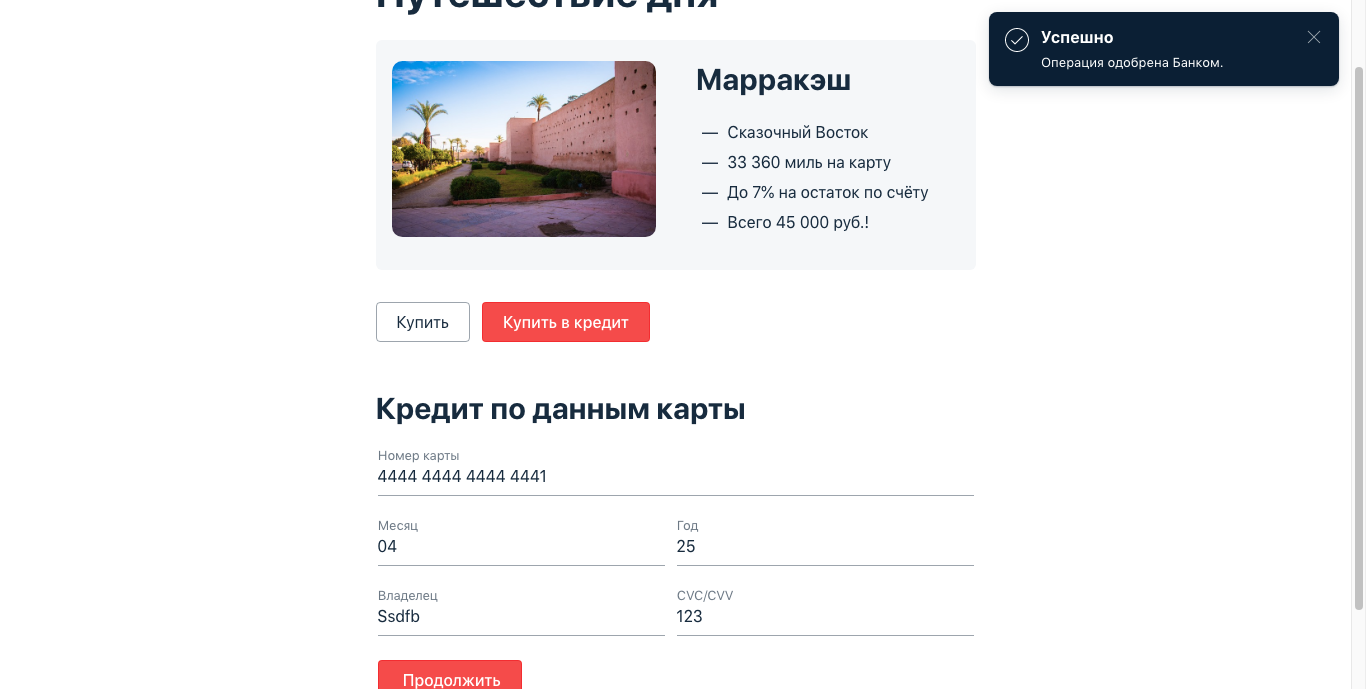 Путешествие дня
Успешно
Операция одобрена Банком.
Марракэш
— Сказочный Восток
— 33 360 миль на карту
— До 7% на остаток по счёту
— Всего 45 000 руб.!
Купить
Купить в кредит
Кредит по данным карты
Номер карты
4444 4444 4444 4441
Месяц
Год
04
25
Владелец
CVC/CVV
Ssdfb
123
Продолжить